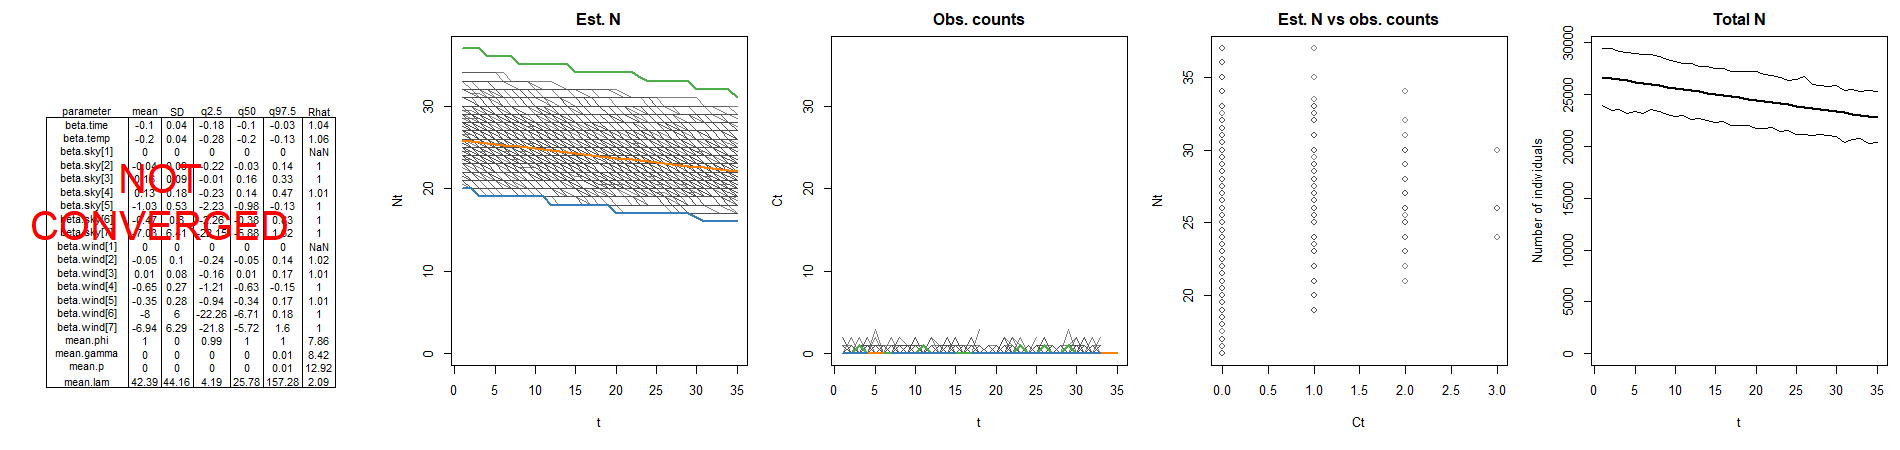 parameter mean SD q2.5 q50 q97.5 Rhat
beta.time -0.1 0.04 -0.18 -0.1 -0.03 1.04
beta.temp -0.2 0.04 -0.28 -0.2 -0.13 1.06
beta.sky[1] 0 0 0 0 0 NaN
beta.sky[2] -0.04 -0.22 -0.03 0.14 1
beta.sky[3] 0.09 -0.01 0.16 0.33 1
beta.sky[4] 0.13 0.18 -0.23 0.14 0.47 1.01
beta.sky[5] -1.03 0.53 -2.23 -0.98 -0.13 1
beta.sky[6] 1
beta.sky[7] 1
NOT
CONVERGED
beta.wind[1] 0 0 0 0 0 NaN
beta.wind[2] -0.05 0.1 -0.24 -0.05 0.14 1.02
beta.wind[3] 0.01 0.08 -0.16 0.01 0.17 1.01
beta.wind[4] -0.65 0.27 -1.21 -0.63 -0.15 1
beta.wind[5] -0.35 0.28 -0.94 -0.34 0.17 1.01
beta.wind[6] -8 6 -22.26 -6.71 0.18 1
beta.wind[7] -6.94 6.29 -21.8 -5.72 1.6 1
mean.phi 1 0 0.99 1 1 7.86
mean.gamma 0 0 0 0 0.01 8.42
mean.p 0 0 0 0 0.01 12.92
mean.lam 42.39 44.16 4.19 25.78 157.28 2.09
Est. N
Nt
0 10 20 30
0 5 10 15 20 25 30 35
t
Obs. counts
Ct
0 10 20 30
0 5 10 15 20 25 30 35
t
Est. N vs obs. counts
Nt
20 25 30 35
0.0 0.5 1.0 1.5 2.0 2.5 3.0
Ct
Total N
Number of individuals
0 5000 10000 15000 20000 25000 30000
0 5 10 15 20 25 30 35
t